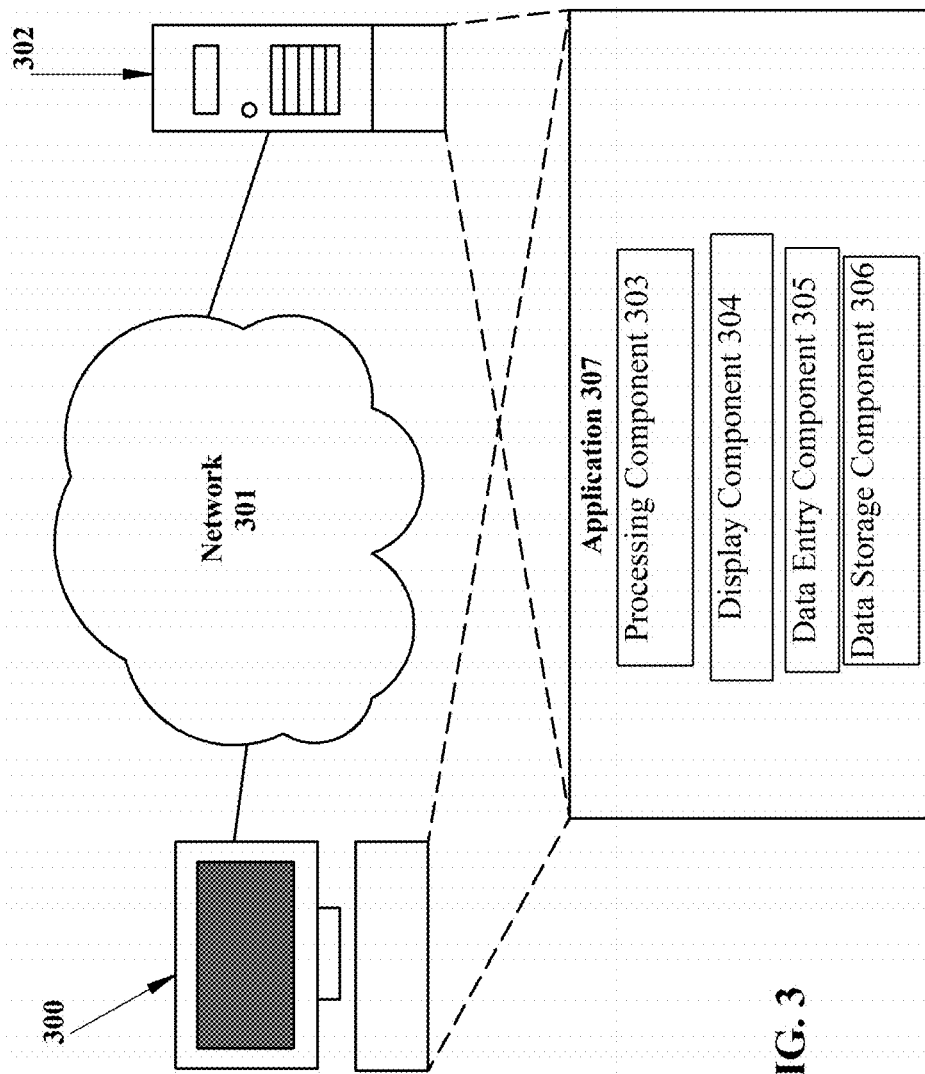 300
302
Network
301
Application 307
Processing Component 303
Display Component 304
Data Entry Component 305
Data Storage Component 306
IG. 3